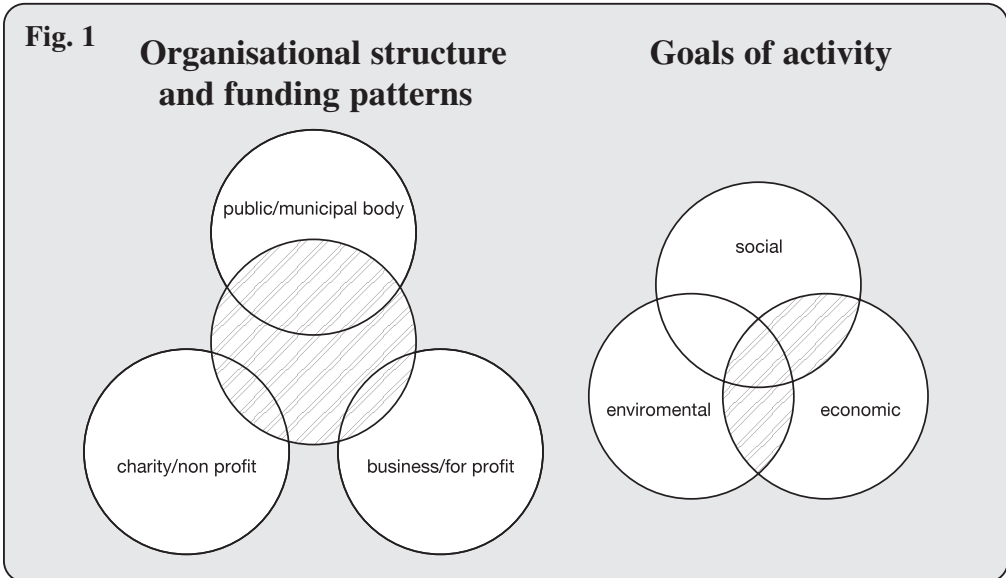 Fig. 1
Organisational structure
and funding patterns
public/municipal body
charity/non profit
business/for profit
Goals of activity
social
enviromental
economic